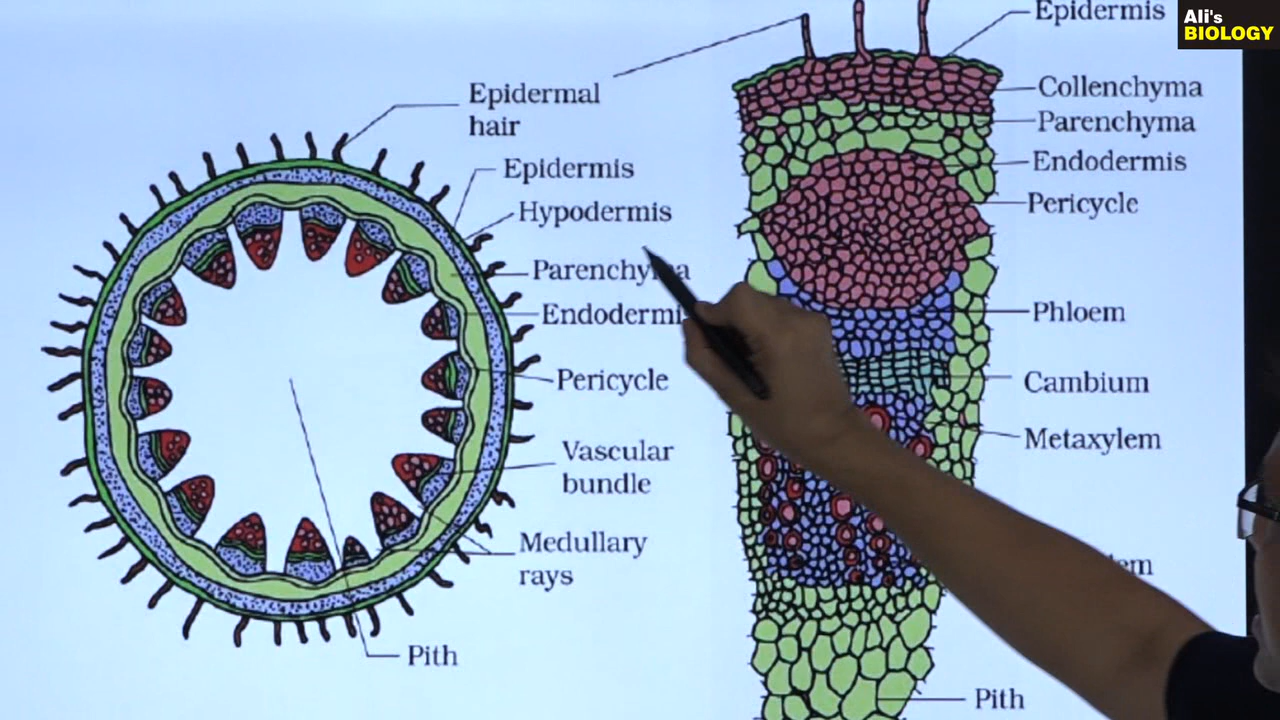 Ali's
BIOLOGY
Epidermal
hair
Epidermis
Hypodermis
Endodermi
Pericycle
Vascular
bundle
Medullary
rays
Pith
Epidermis
Collenchyma
Parenchyma
Endodermis
Pericycle
Phloem
Cambium
Metaxylem
Pith